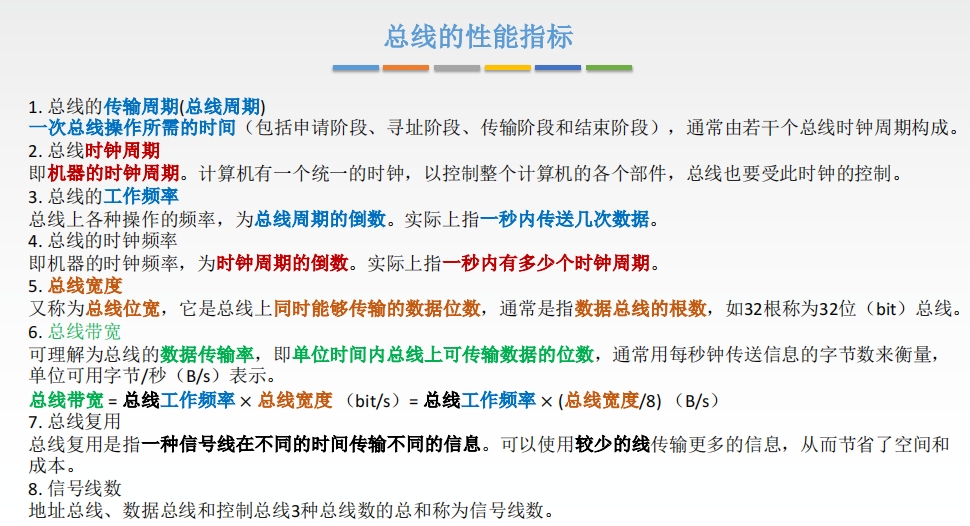 总线的性能指标
1. 总线的传输周期(总线周期)
一次总线操作所需的时间（包括申请阶段、寻址阶段、传输阶段和结束阶段），通常由若干个总线时钟周期构成。
2. 总线时钟周期
即机器的时钟周期。计算机有一个统一的时钟，以控制整个计算机的各个部件，总线也要受此时钟的控制。
3. 总线的工作频率
总线上各种操作的频率，为总线周期的倒数。实际上指一秒内传送几次数据。
4. 总线的时钟频率
即机器的时钟频率，为时钟周期的倒数。实际上指一秒内有多少个时钟周期。
5. 总线宽度
又称为总线位宽，它是总线上同时能够传输的数据位数，通常是指数据总线的根数，如32根称为32位（bit）总线。
6. 总线带宽
可理解为总线的数据传输率，即单位时间内总线上可传输数据的位数，通常用每秒钟传送信息的字节数来衡量，
单位可用字节/秒（B/s）表示。
总线带宽 = 总线工作频率 × 总线宽度 （bit/s）= 总线工作频率 × (总线宽度/8) （B/s）
7. 总线复用
总线复用是指一种信号线在不同的时间传输不同的信息。可以使用较少的线传输更多的信息，从而节省了空间和
成本。
8. 信号线数
地址总线、数据总线和控制总线3种总线数的总和称为信号线数。